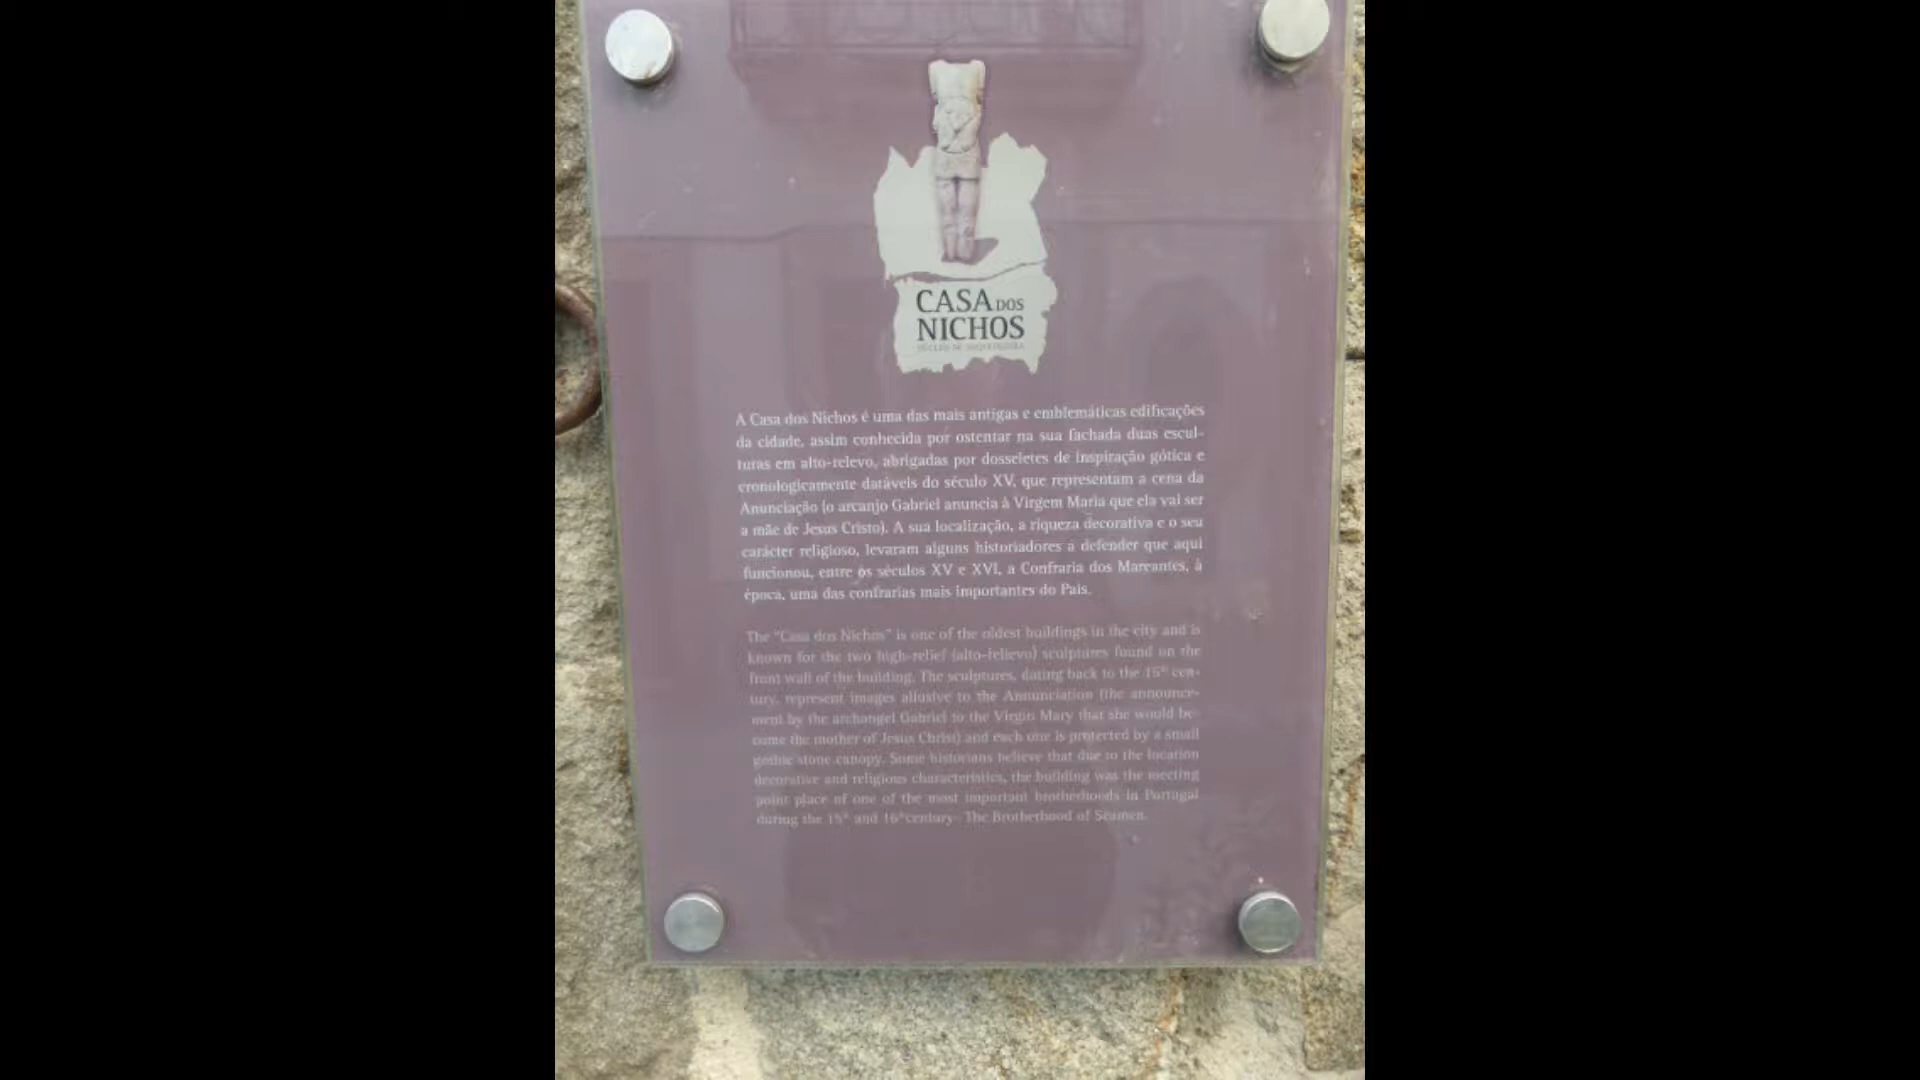 CASA DOS
NICHOS
NÚCLEO DE ARQUEOLOGIA
A Casa dos Nichos é uma das mais antigas e emblemáticas edificações
da cidade, assim conhecida por ostentar na sua fachada duas escul-
turas em alto-relevo, abrigadas por dosseletes de inspiração gótica e
cronologicamente datáveis do século XV, que representam a cena da
Anunciação (o arcanjo Gabriel anuncia à Virgem Maria que ela vai ser
a mãe de Jesus Cristo). A sua localização, a riqueza decorativa e o seu
carácter religioso, levaram alguns historiadores a defender que aqui
funcionou, entre os séculos XV e XVI, a Confraria dos Mareantes, à
época, uma das confrarias mais importantes do País.
The "Casa dos Nichos" is one of the oldest buildings in the city and is
known for the two high-relief (alto-relievo) sculptures found on the
front wall of the building. The sculptures, dating back to the 15th cen-
tury, represent images allusive to the Annunciation (the announce-
ment by the archangel Gabriel to the Virgin Mary that she would be-
come the mother of Jesus Christ) and each one is protected by a small
gothic stone canopy. Some historians believe that due to the location
decorative and religious characteristics, the building was the meeting
point place of one of the most important brotherhoods in Portugal
during the 15th and 16th century- The Brotherhood of Seamen.